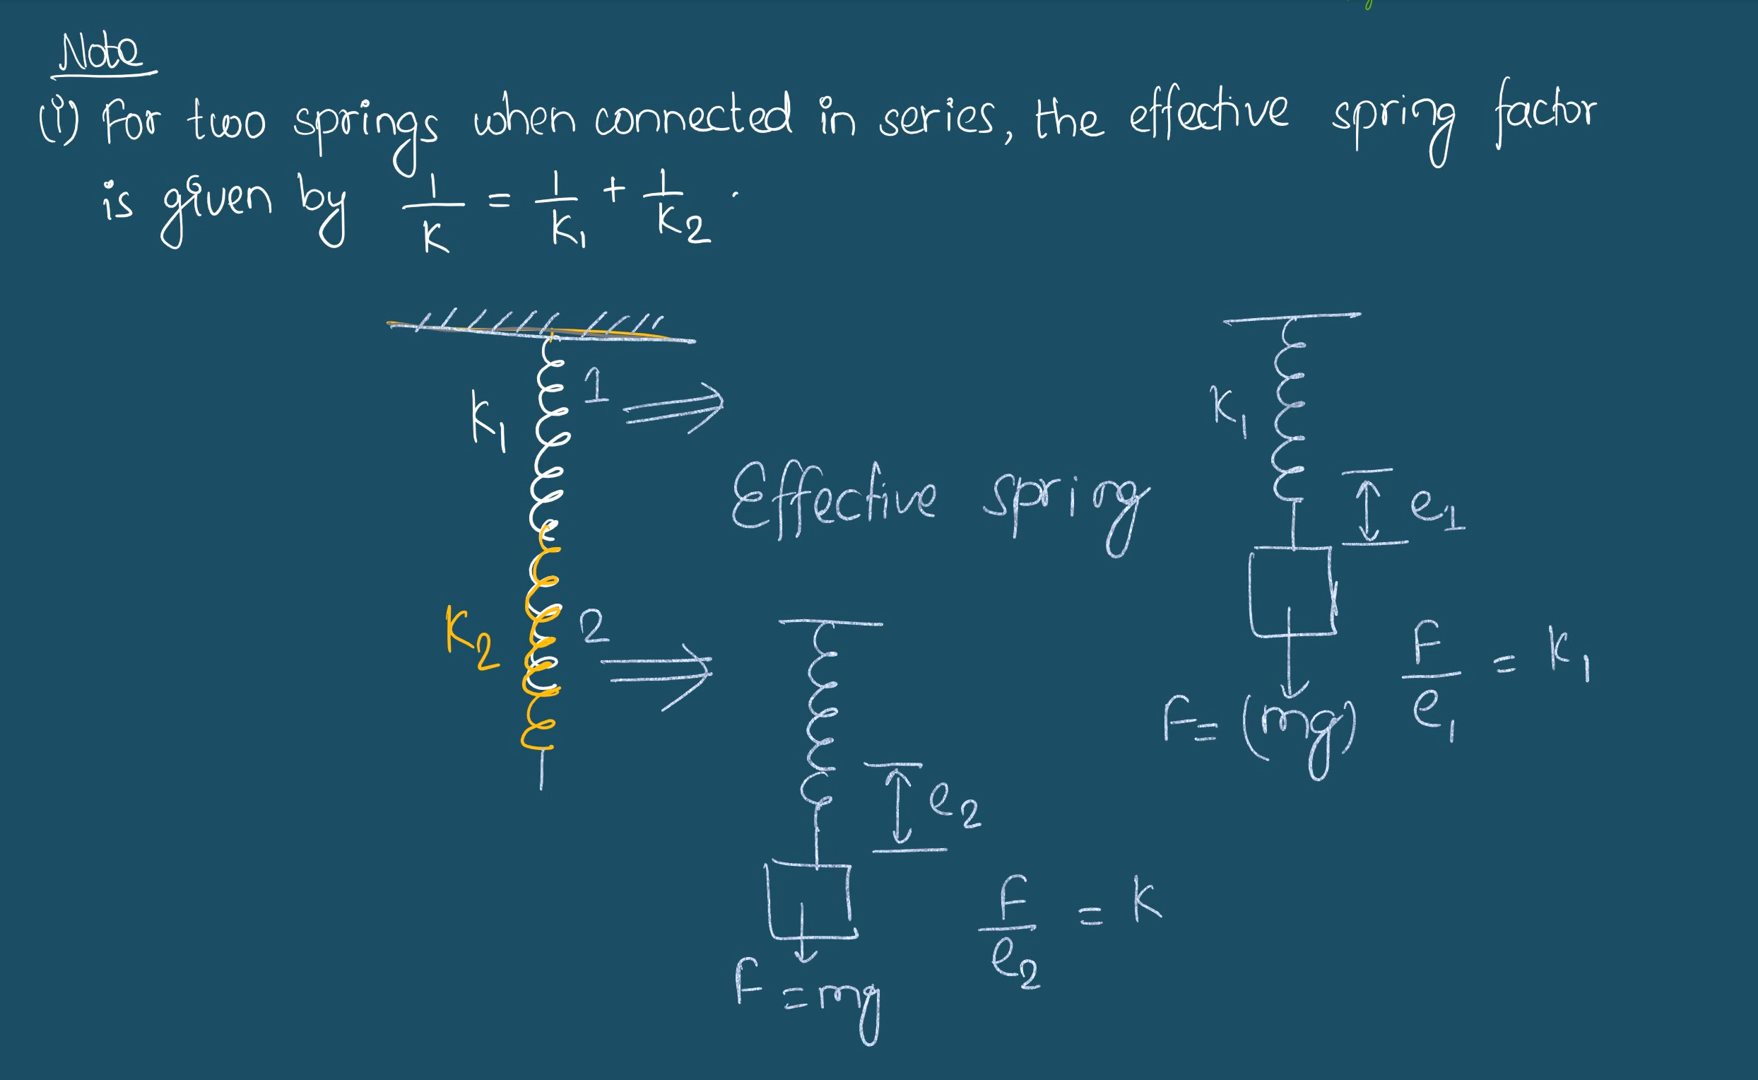 Note
(i) For two springs when connected in series, the effective spring factor
is given by 1/K = 1/K₁ + 1/K₂ .
1
K₁
K₁
Effective spring
e₁
K₂
2
F/e₁ = K₁
F = (mg)
e₂
F/e₂ = K
F = mg